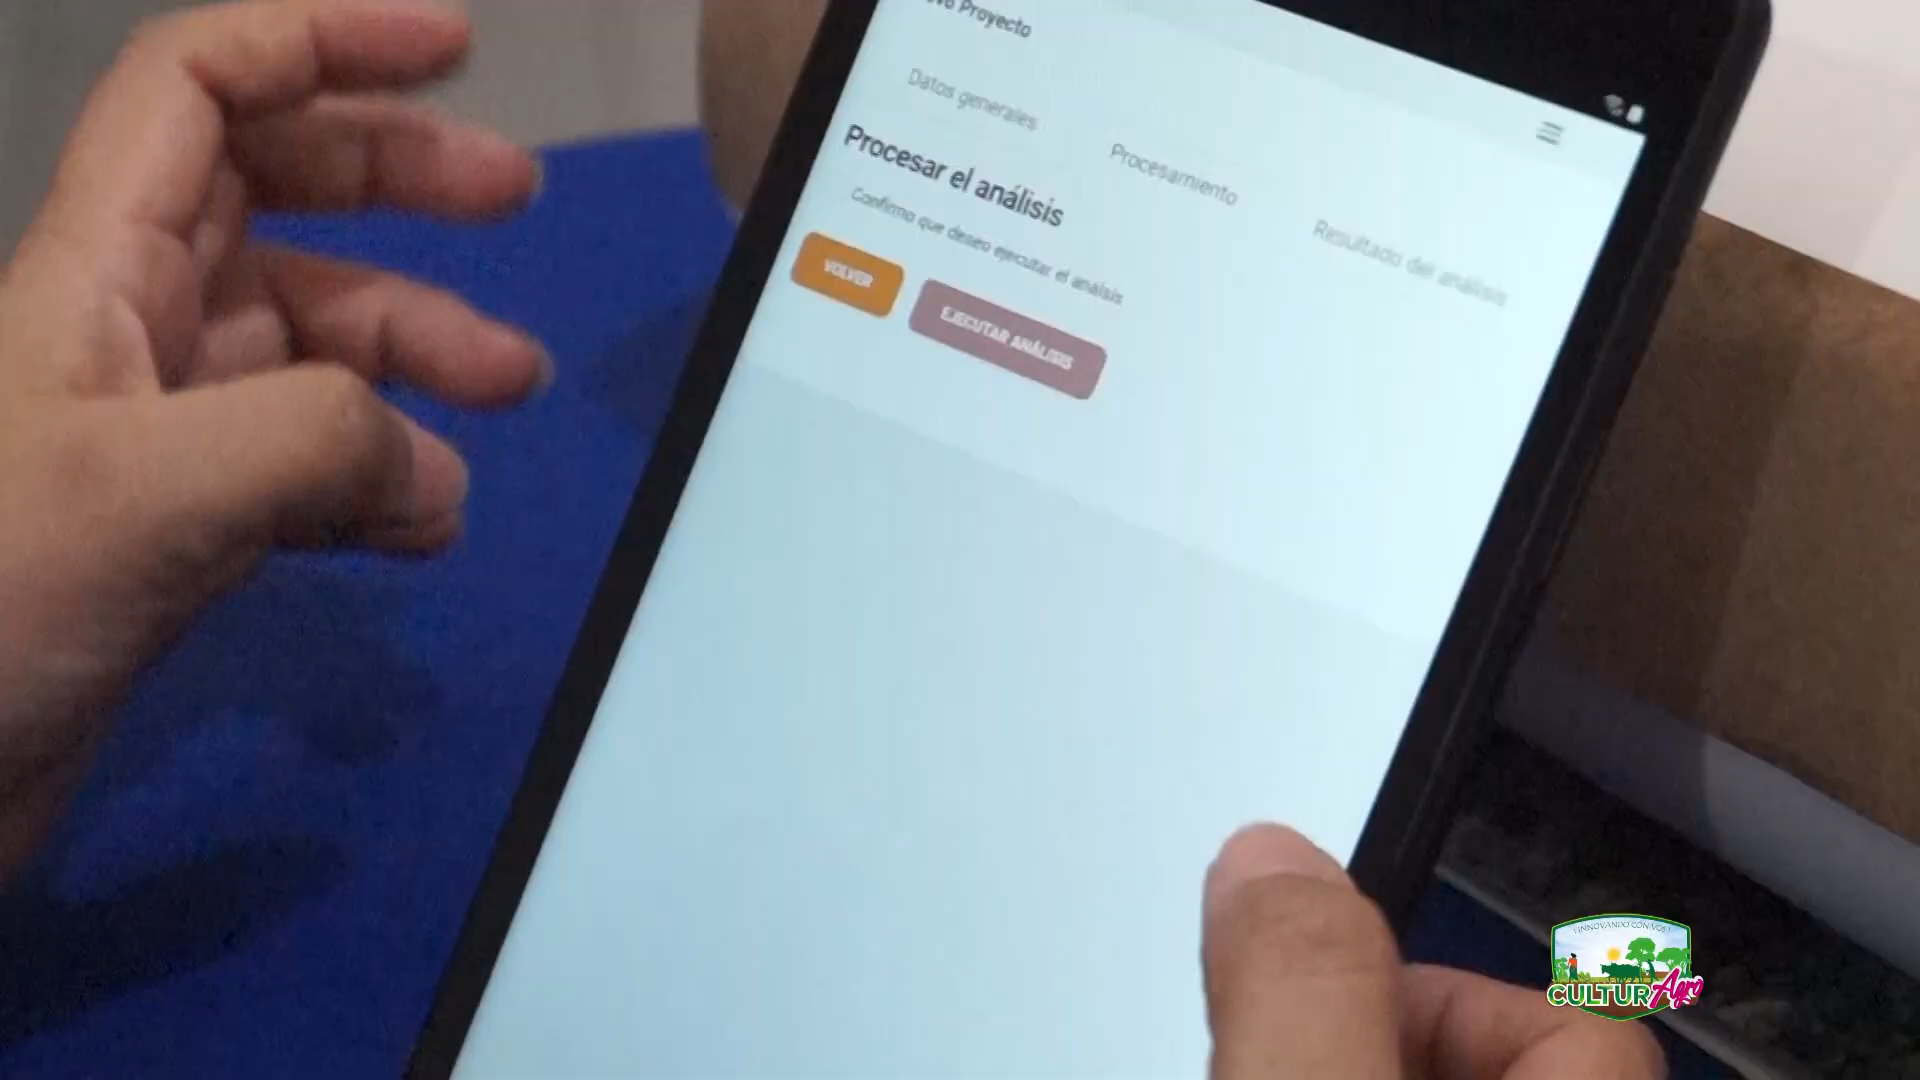 Proyecto
Datos generales
Procesamiento
Resultado del análisis
Procesar el análisis
Confirmo que deseo ejecutar el analsis
VOLVER
EJECUTAR ANÁLISIS
¡INNOVANDO CON VOS!
CULTURAgro